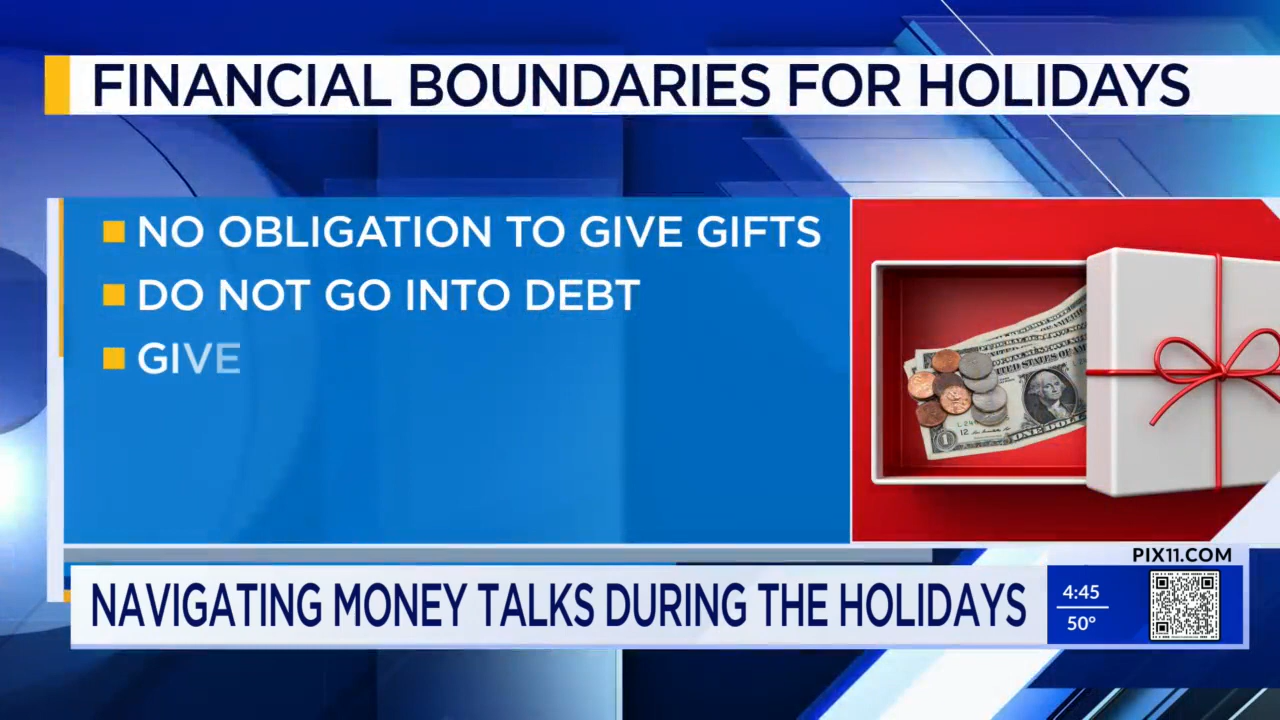 FINANCIAL BOUNDARIES FOR HOLIDAYS
NO OBLIGATION TO GIVE GIFTS
DO NOT GO INTO DEBT
GIVE
PIX11.COM
NAVIGATING MONEY TALKS DURING THE HOLIDAYS
4:45
50°